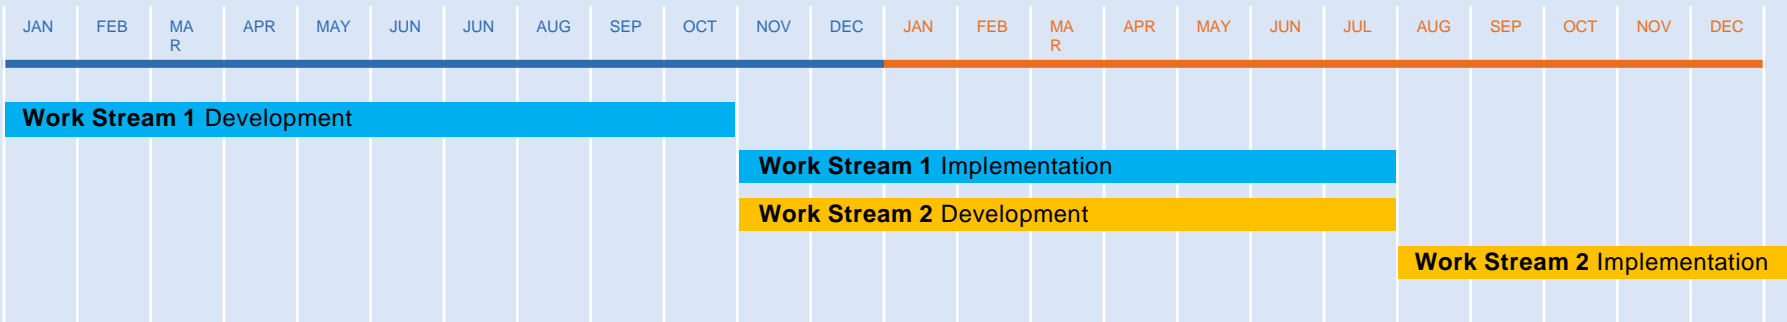 JAN FEB MA APR MAY JUN JUN AUG SEP OCT NOV DEC JAN FEB MA APR MAY JUN JUL AUG SEP OCT NOV DEC
R R
Work Stream 1 Development
Work Stream 1 Implementation
Work Stream 2 Development
Work Stream 2 Implementation